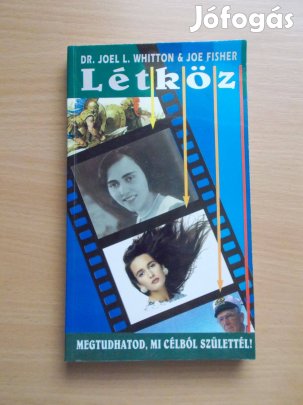 Jófogás
DR. JOEL L. WHITTON & JOE FISHER
Létköz
MEGTUDHATOD, MI CÉLBÓL SZÜLETTÉL!